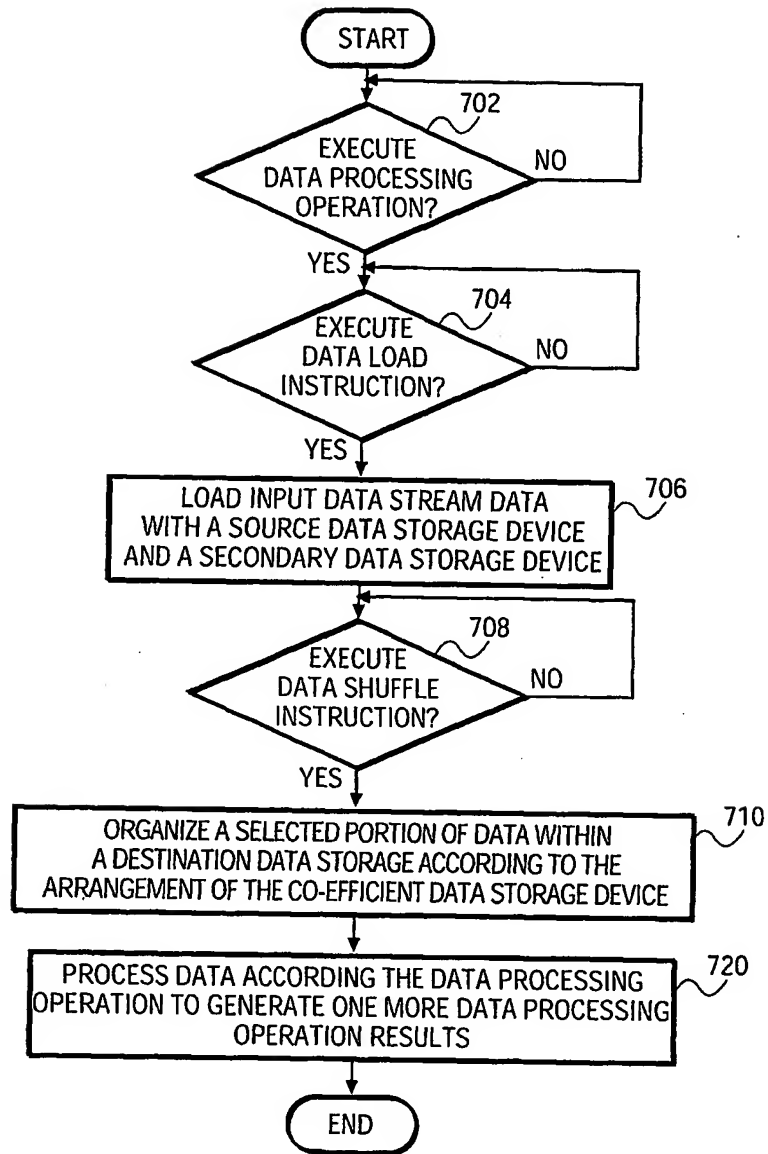 START
702
EXECUTE
DATA PROCESSING
OPERATION?
NO
YES
704
EXECUTE
DATA LOAD
INSTRUCTION?
NO
YES
706
LOAD INPUT DATA STREAM DATA
WITH A SOURCE DATA STORAGE DEVICE
AND A SECONDARY DATA STORAGE DEVICE
708
EXECUTE
DATA SHUFFLE
INSTRUCTION?
NO
YES
710
ORGANIZE A SELECTED PORTION OF DATA WITHIN
A DESTINATION DATA STORAGE ACCORDING TO THE
ARRANGEMENT OF THE CO-EFFICIENT DATA STORAGE DEVICE
720
PROCESS DATA ACCORDING THE DATA PROCESSING
OPERATION TO GENERATE ONE MORE DATA PROCESSING
OPERATION RESULTS
END